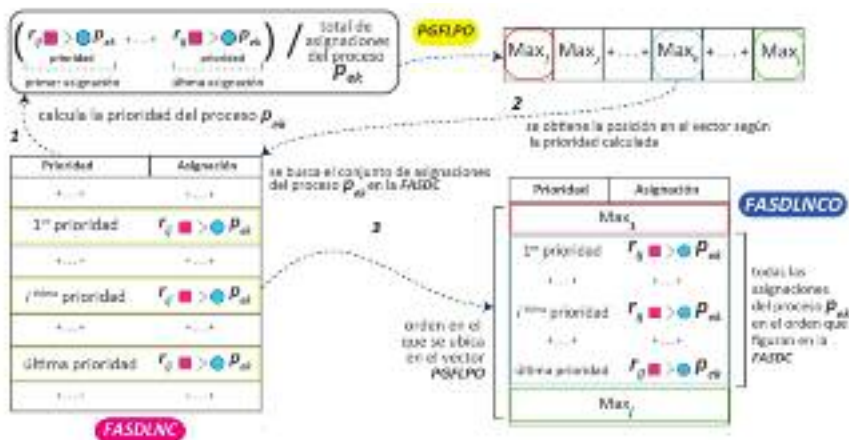 ( r_ij > p_ek +...+ r_ij > p_ek ) / total de asignaciones del proceso p_ek
prioridad prioridad
primer asignación última asignación
PGFLPO
Max_1 Max_2 +...+ Max_k +...+ Max_l
1
calcula la prioridad del proceso p_ek
2
se obtiene la posición en el vector según
la prioridad calculada
Prioridad Asignación
+...+ +...+
1er prioridad r_ij > p_ek
+...+ +...+
i-ésima prioridad r_ij > p_ek
+...+ +...+
última prioridad r_ij > p_ek
+...+ +...+
FASDLNC
se busca el conjunto de asignaciones
del proceso p_ek en la FASDC
3
orden en el
que se ubica
en el vector
PGFLPO
Prioridad Asignación
Max_1
1er prioridad r_ij > p_ek
+...+ +...+
i-ésima prioridad r_ij > p_ek
+...+ +...+
última prioridad r_ij > p_ek
Max_l
FASDLNCO
todas las
asignaciones
del proceso p_ek
en el orden que
figuran en la
FASDC